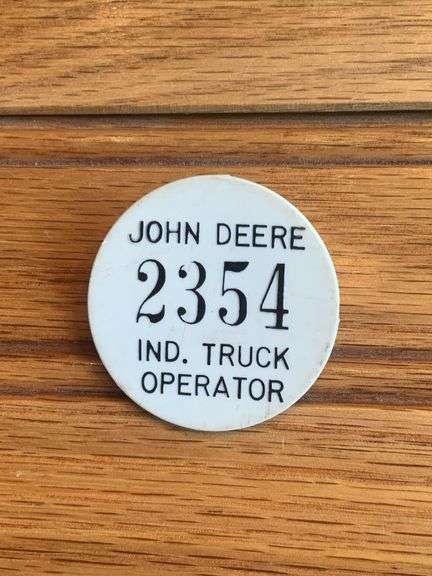 JOHN DEERE
2354
IND. TRUCK
OPERATOR